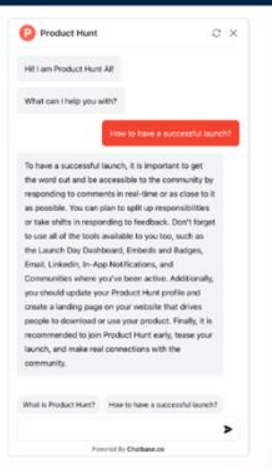 Product Hunt
Hi! I am Product Hunt AI!
What can I help you with?
How to have a successful launch?
To have a successful launch, it is important to get
the word out and be accessible to the community by
responding to comments in real-time or as close to it
as possible. You can plan to split up responsibilities
or take shifts in responding to feedback. Don't forget
to use all of the tools available to you too, such as
the Launch Day Dashboard, Embeds and Badges,
Email, LinkedIn, In-App Notifications, and
Communities where you've been active. Additionally,
you should update your Product Hunt profile and
create a landing page on your website that drives
people to download or use your product. Finally, it is
recommended to join Product Hunt early, tease your
launch, and make real connections with the
community.
What is Product Hunt? How to have a successful launch?
Powered By Chatbase.co